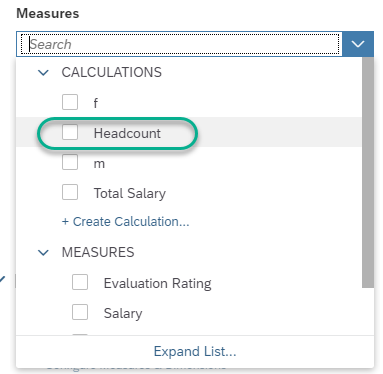 Measures
Search
CALCULATIONS
f
Headcount
m
Total Salary
+ Create Calculation...
MEASURES
Evaluation Rating
Salary
Expand List...